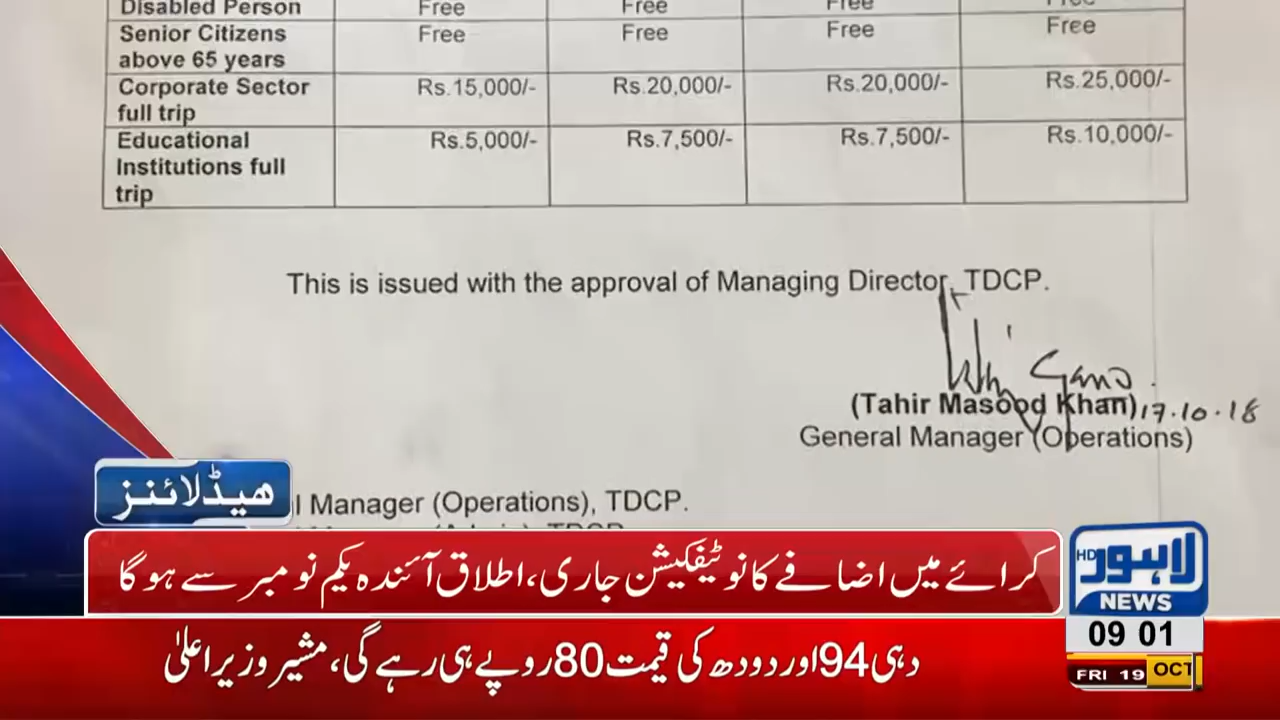 Disabled Person Free Free Free Free
Senior Citizens Free Free Free Free
above 65 years
Corporate Sector Rs.15,000/- Rs.20,000/- Rs.20,000/- Rs.25,000/-
full trip
Educational Rs.5,000/- Rs.7,500/- Rs.7,500/- Rs.10,000/-
Institutions full
trip
This is issued with the approval of Managing Director, TDCP.
(Tahir Masood Khan) 17.10.18
General Manager (Operations)
l Manager (Operations), TDCP.
ھیڈلائنز
کرائے میں اضافے کا نوٹیفکیشن جاری، اطلاق آئندہ یکم نومبر سے ہوگا
دہی 94 اور دودھ کی قیمت 80 روپے ہی رہے گی، مشیر وزیراعلیٰ
HD لاہور
NEWS
09 01
FRI 19 OCT